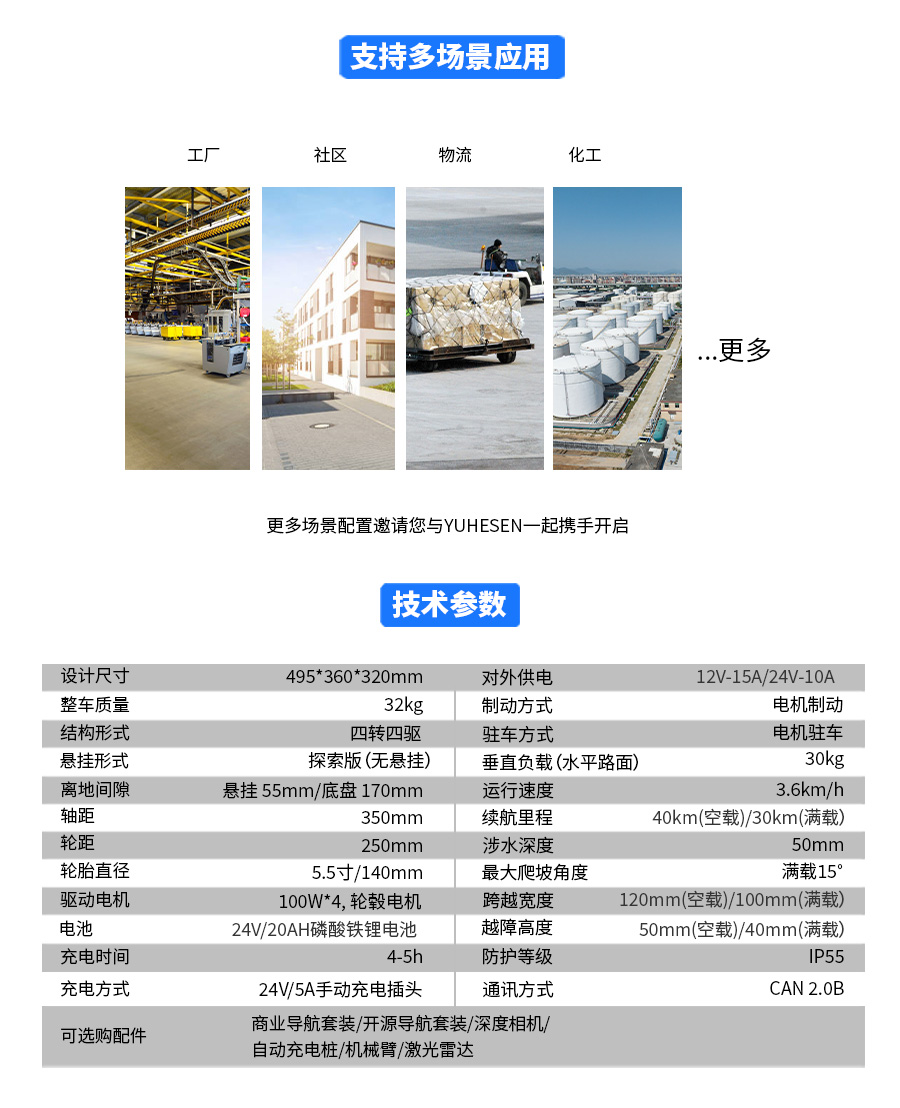 支持多场景应用
工厂 社区 物流 化工
...更多
更多场景配置邀请您与YUHESEN一起携手开启
技术参数
设计尺寸 495*360*320mm 对外供电 12V-15A/24V-10A
整车质量 32kg 制动方式 电机制动
结构形式 四转四驱 驻车方式 电机驻车
悬挂形式 探索版(无悬挂) 垂直负载(水平路面) 30kg
离地间隙 悬挂 55mm/底盘 170mm 运行速度 3.6km/h
轴距 350mm 续航里程 40km(空载)/30km(满载)
轮距 250mm 涉水深度 50mm
轮胎直径 5.5寸/140mm 最大爬坡角度 满载15°
驱动电机 100W*4, 轮毂电机 跨越宽度 120mm(空载)/100mm(满载)
电池 24V/20AH磷酸铁锂电池 越障高度 50mm(空载)/40mm(满载)
充电时间 4-5h 防护等级 IP55
充电方式 24V/5A手动充电插头 通讯方式 CAN 2.0B
可选购配件 商业导航套装/开源导航套装/深度相机/
自动充电桩/机械臂/激光雷达